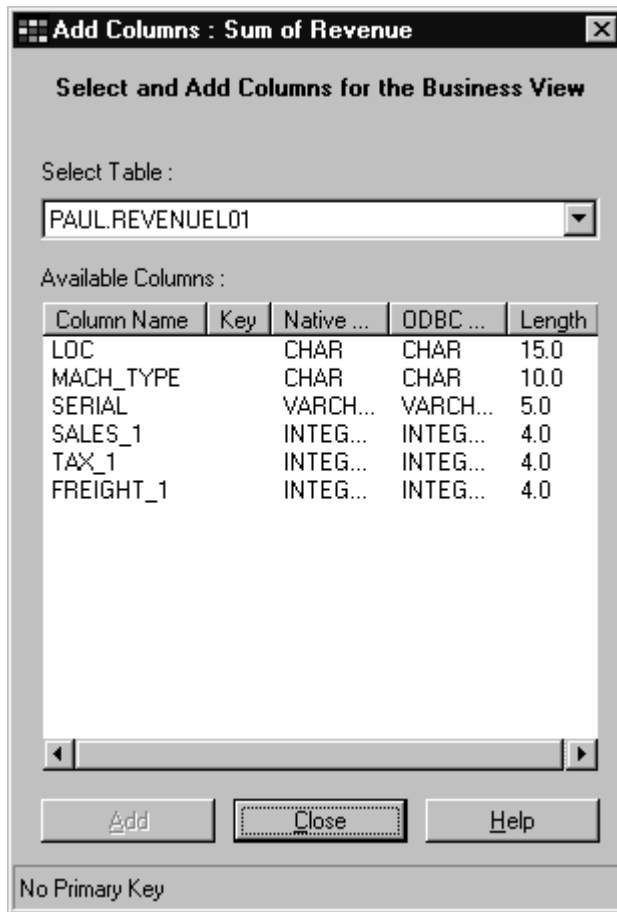 Add Columns : Sum of Revenue
Select and Add Columns for the Business View
Select Table :
PAUL.REVENUEL01
Available Columns :
Column Name Key Native ... ODBC ... Length
LOC CHAR CHAR 15.0
MACH_TYPE CHAR CHAR 10.0
SERIAL VARCH... VARCH... 5.0
SALES_1 INTEG... INTEG... 4.0
TAX_1 INTEG... INTEG... 4.0
FREIGHT_1 INTEG... INTEG... 4.0
Add Close Help
No Primary Key